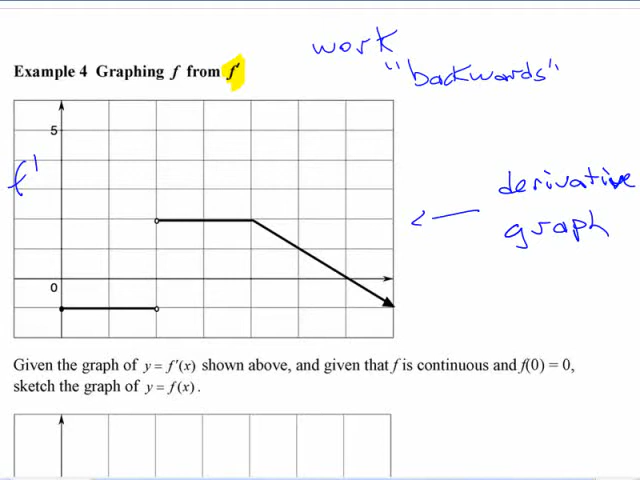 work
"backwards"
Example 4 Graphing f from f'
5
f'
derivative
graph
0
Given the graph of y = f'(x) shown above, and given that f is continuous and f(0) = 0,
sketch the graph of y = f(x).